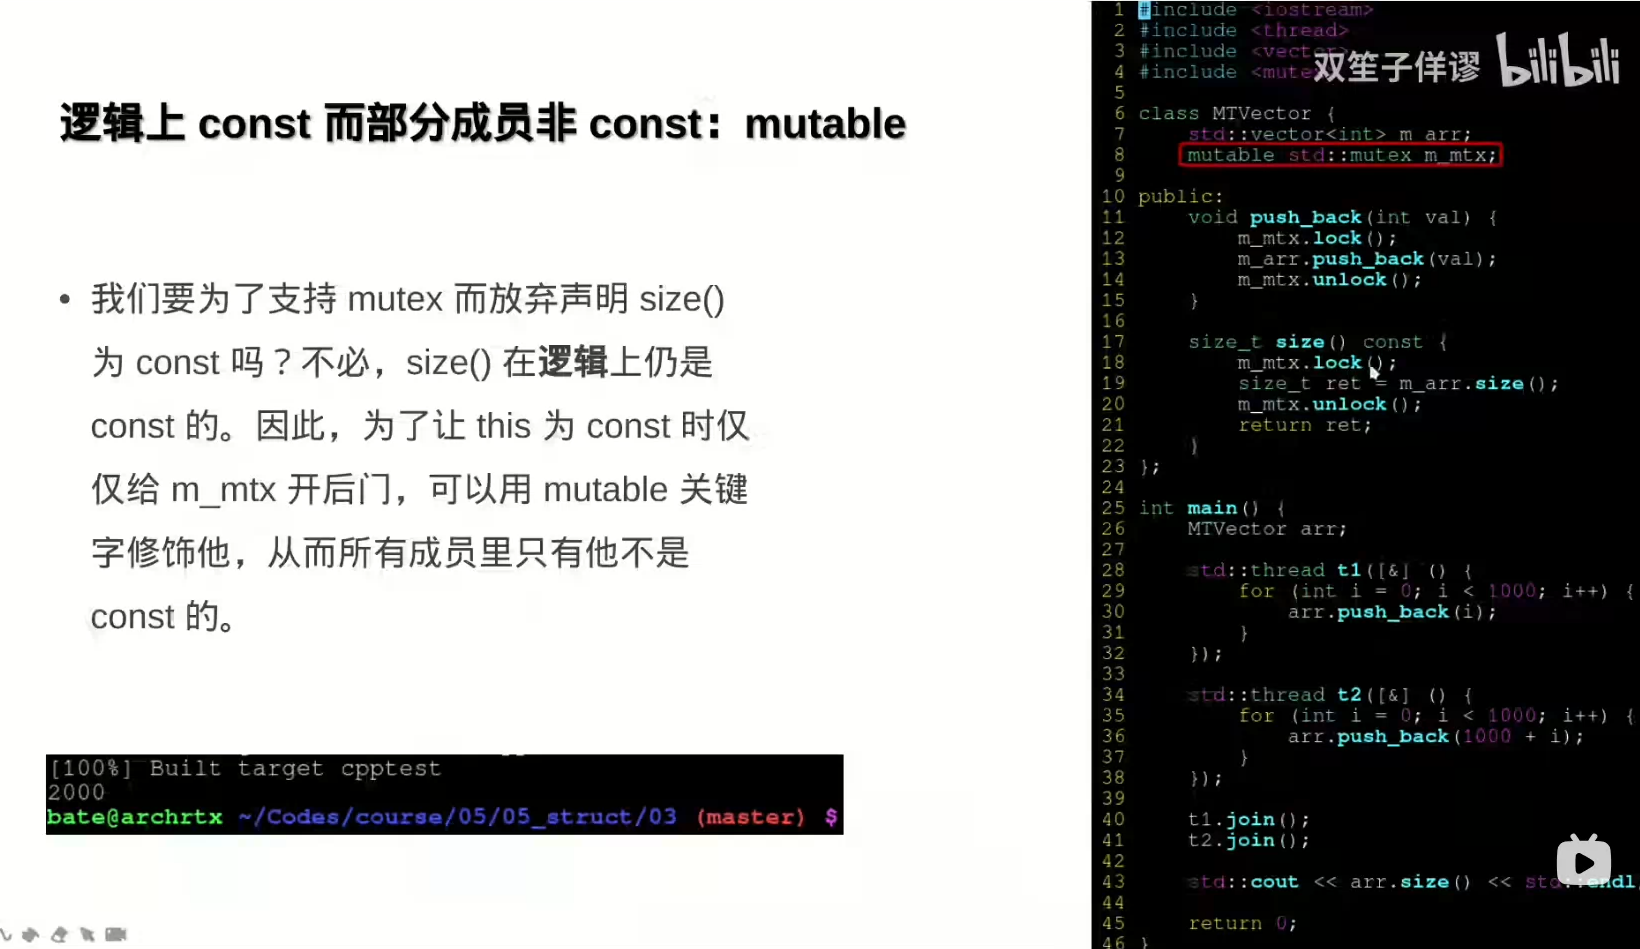 逻辑上 const 而部分成员非 const：mutable
• 我们要为了支持 mutex 而放弃声明 size()
为 const 吗？不必，size() 在逻辑上仍是
const 的。因此，为了让 this 为 const 时仅
仅给 m_mtx 开后门，可以用 mutable 关键
字修饰他，从而所有成员里只有他不是
const 的。
[100%] Built target cpptest
2000
bate@archrtx ~/Codes/course/05/05_struct/03 (master) $
双笙子佯谬 bilibili
1 #include <iostream>
2 #include <thread>
3 #include <vector>
4 #include <mutex>
5
6 class MTVector {
7     std::vector<int> m_arr;
8     mutable std::mutex m_mtx;
9
10 public:
11     void push_back(int val) {
12         m_mtx.lock();
13         m_arr.push_back(val);
14         m_mtx.unlock();
15     }
16
17     size_t size() const {
18         m_mtx.lock();
19         size_t ret = m_arr.size();
20         m_mtx.unlock();
21         return ret;
22     }
23 };
24
25 int main() {
26     MTVector arr;
27
28     std::thread t1([&] () {
29         for (int i = 0; i < 1000; i++) {
30             arr.push_back(i);
31         }
32     });
33
34     std::thread t2([&] () {
35         for (int i = 0; i < 1000; i++) {
36             arr.push_back(1000 + i);
37         }
38     });
39
40     t1.join();
41     t2.join();
42
43     std::cout << arr.size() << std::endl
44
45     return 0;
46 }